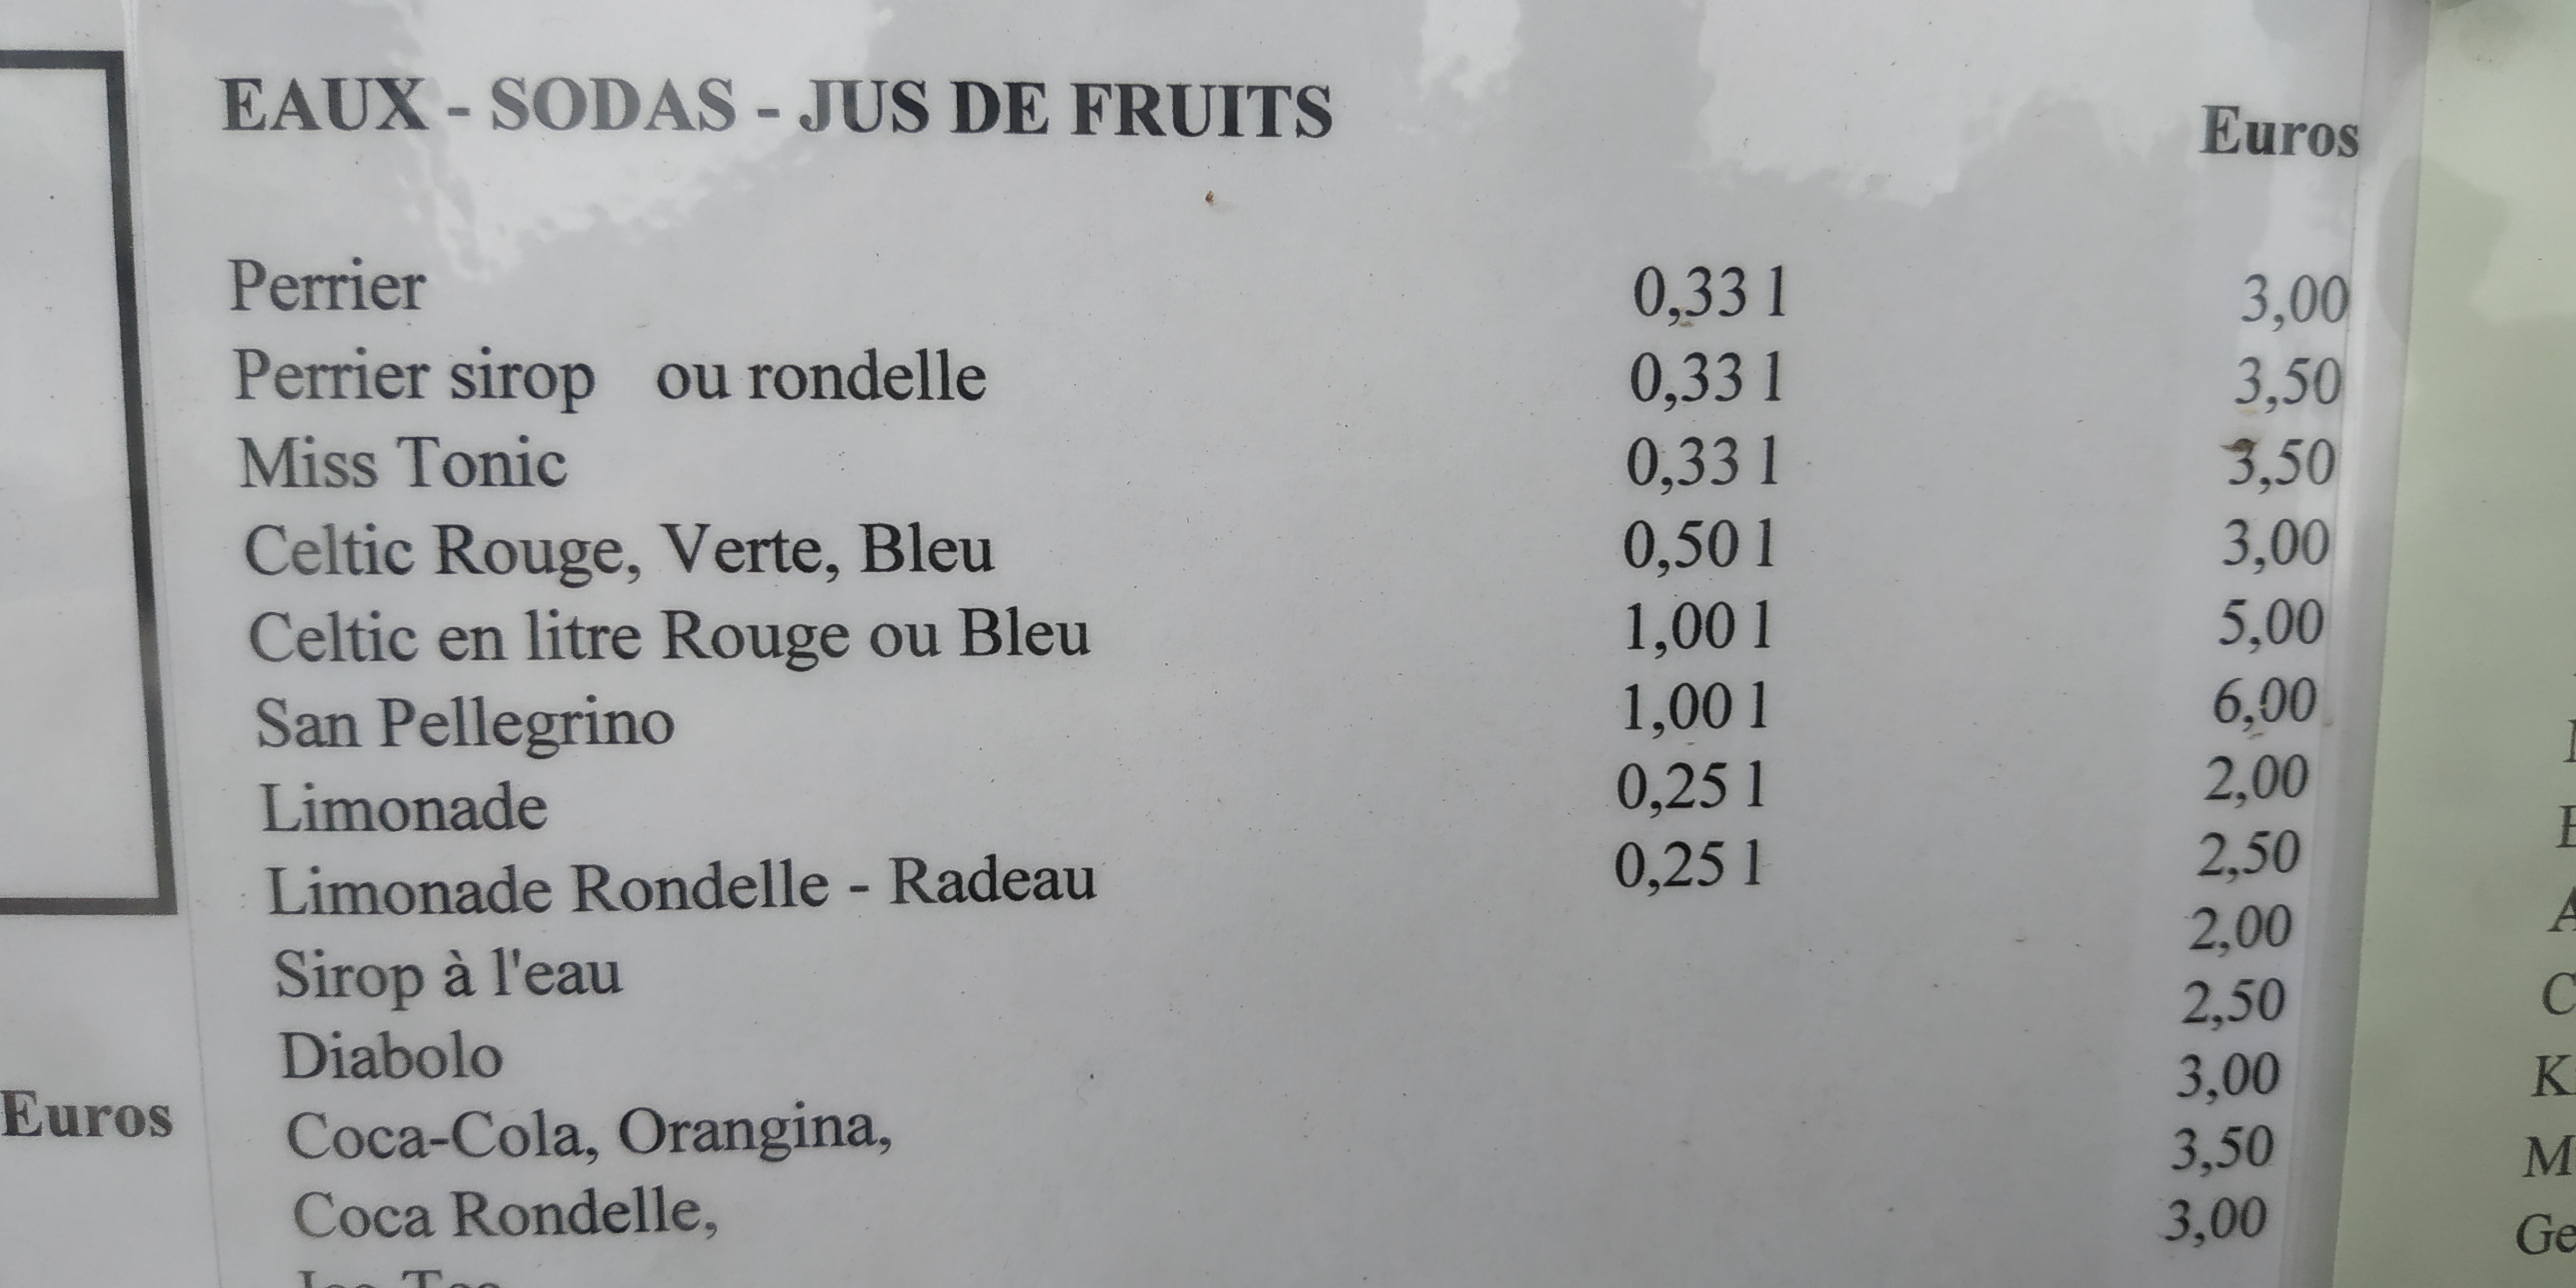 EAUX - SODAS - JUS DE FRUITS Euros
Perrier 0,33 l 3,00
Perrier sirop ou rondelle 0,33 l 3,50
Miss Tonic 0,33 l 3,50
Celtic Rouge, Verte, Bleu 0,50 l 3,00
Celtic en litre Rouge ou Bleu 1,00 l 5,00
San Pellegrino 1,00 l 6,00
Limonade 0,25 l 2,00
Limonade Rondelle - Radeau 0,25 l 2,50
Sirop à l'eau 2,00
Diabolo 2,50
Coca-Cola, Orangina, 3,00
Coca Rondelle, 3,50
3,00
Euros